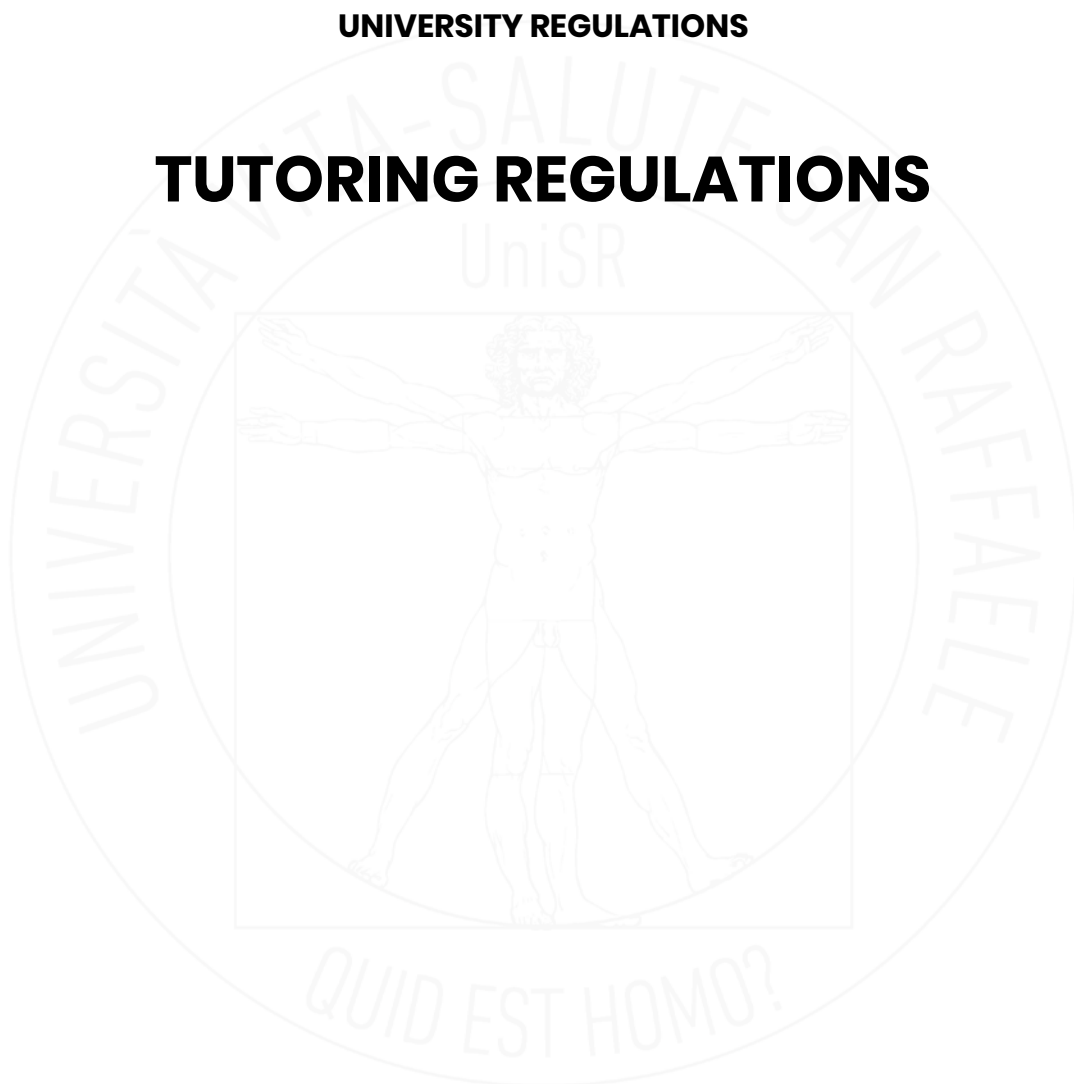 UNIVERSITY REGULATIONS
TUTORING REGULATIONS
UNIVERSITÀ VITA-SALUTE SAN RAFFAELE
UniSR
QUID EST HOMO?